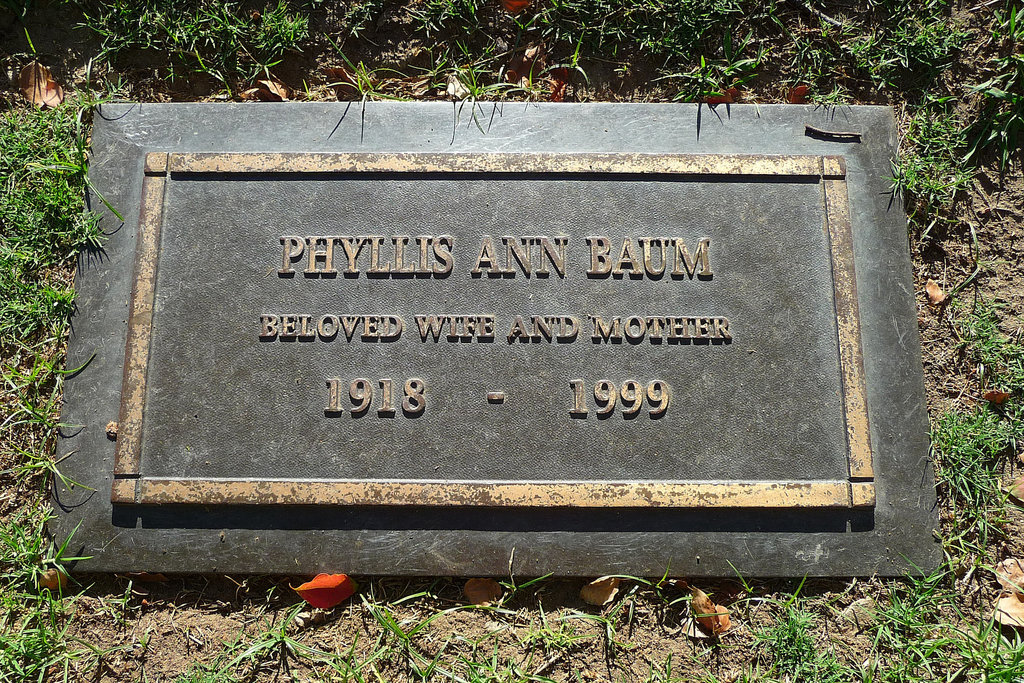 PHYLLIS ANN BAUM
BELOVED WIFE AND MOTHER
1918 - 1999